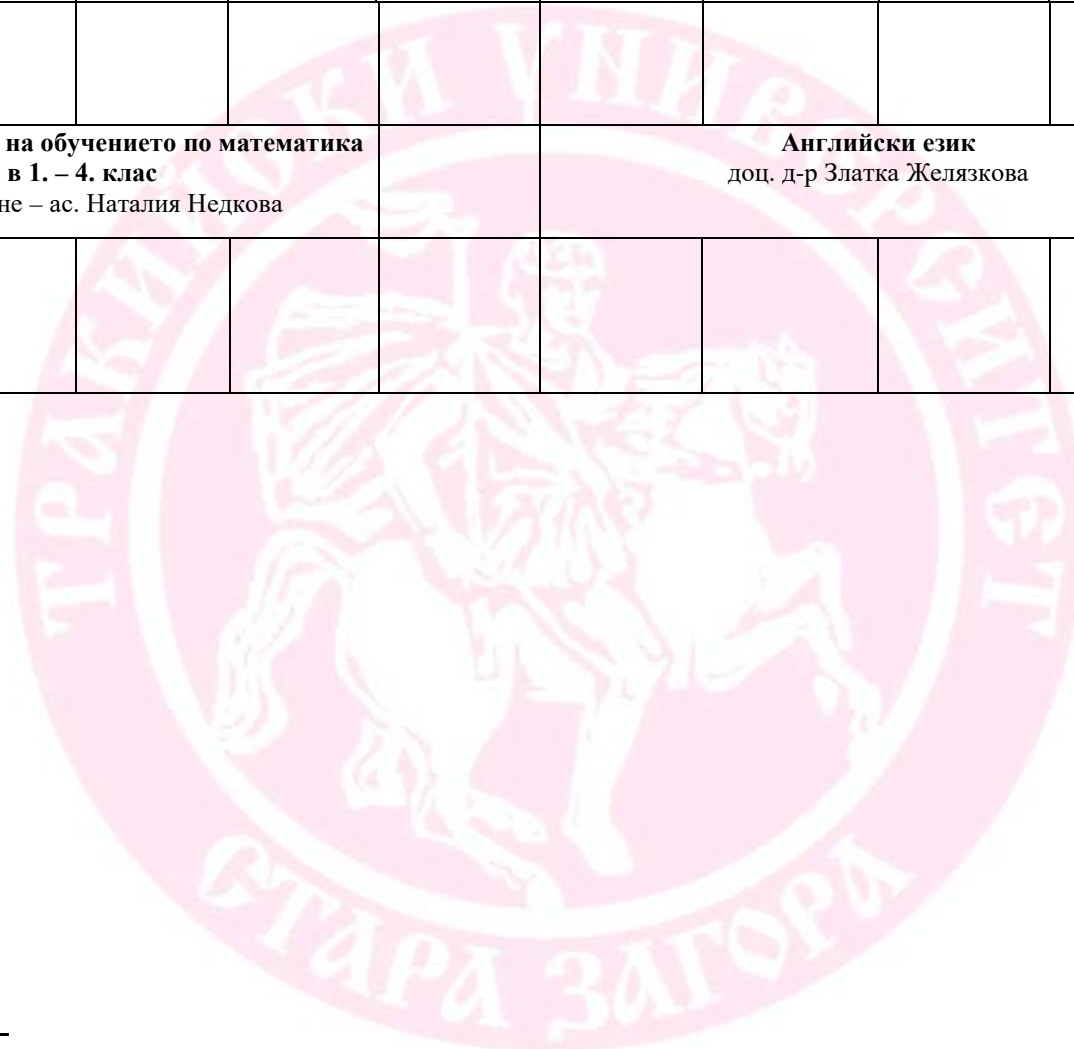 на обучението по математика
в 1. – 4. клас
не – ас. Наталия Недкова
Английски език
доц. д-р Златка Желязкова
ТРАКИЙСКИ УНИВЕРСИТЕТ
СТАРА ЗАГОРА